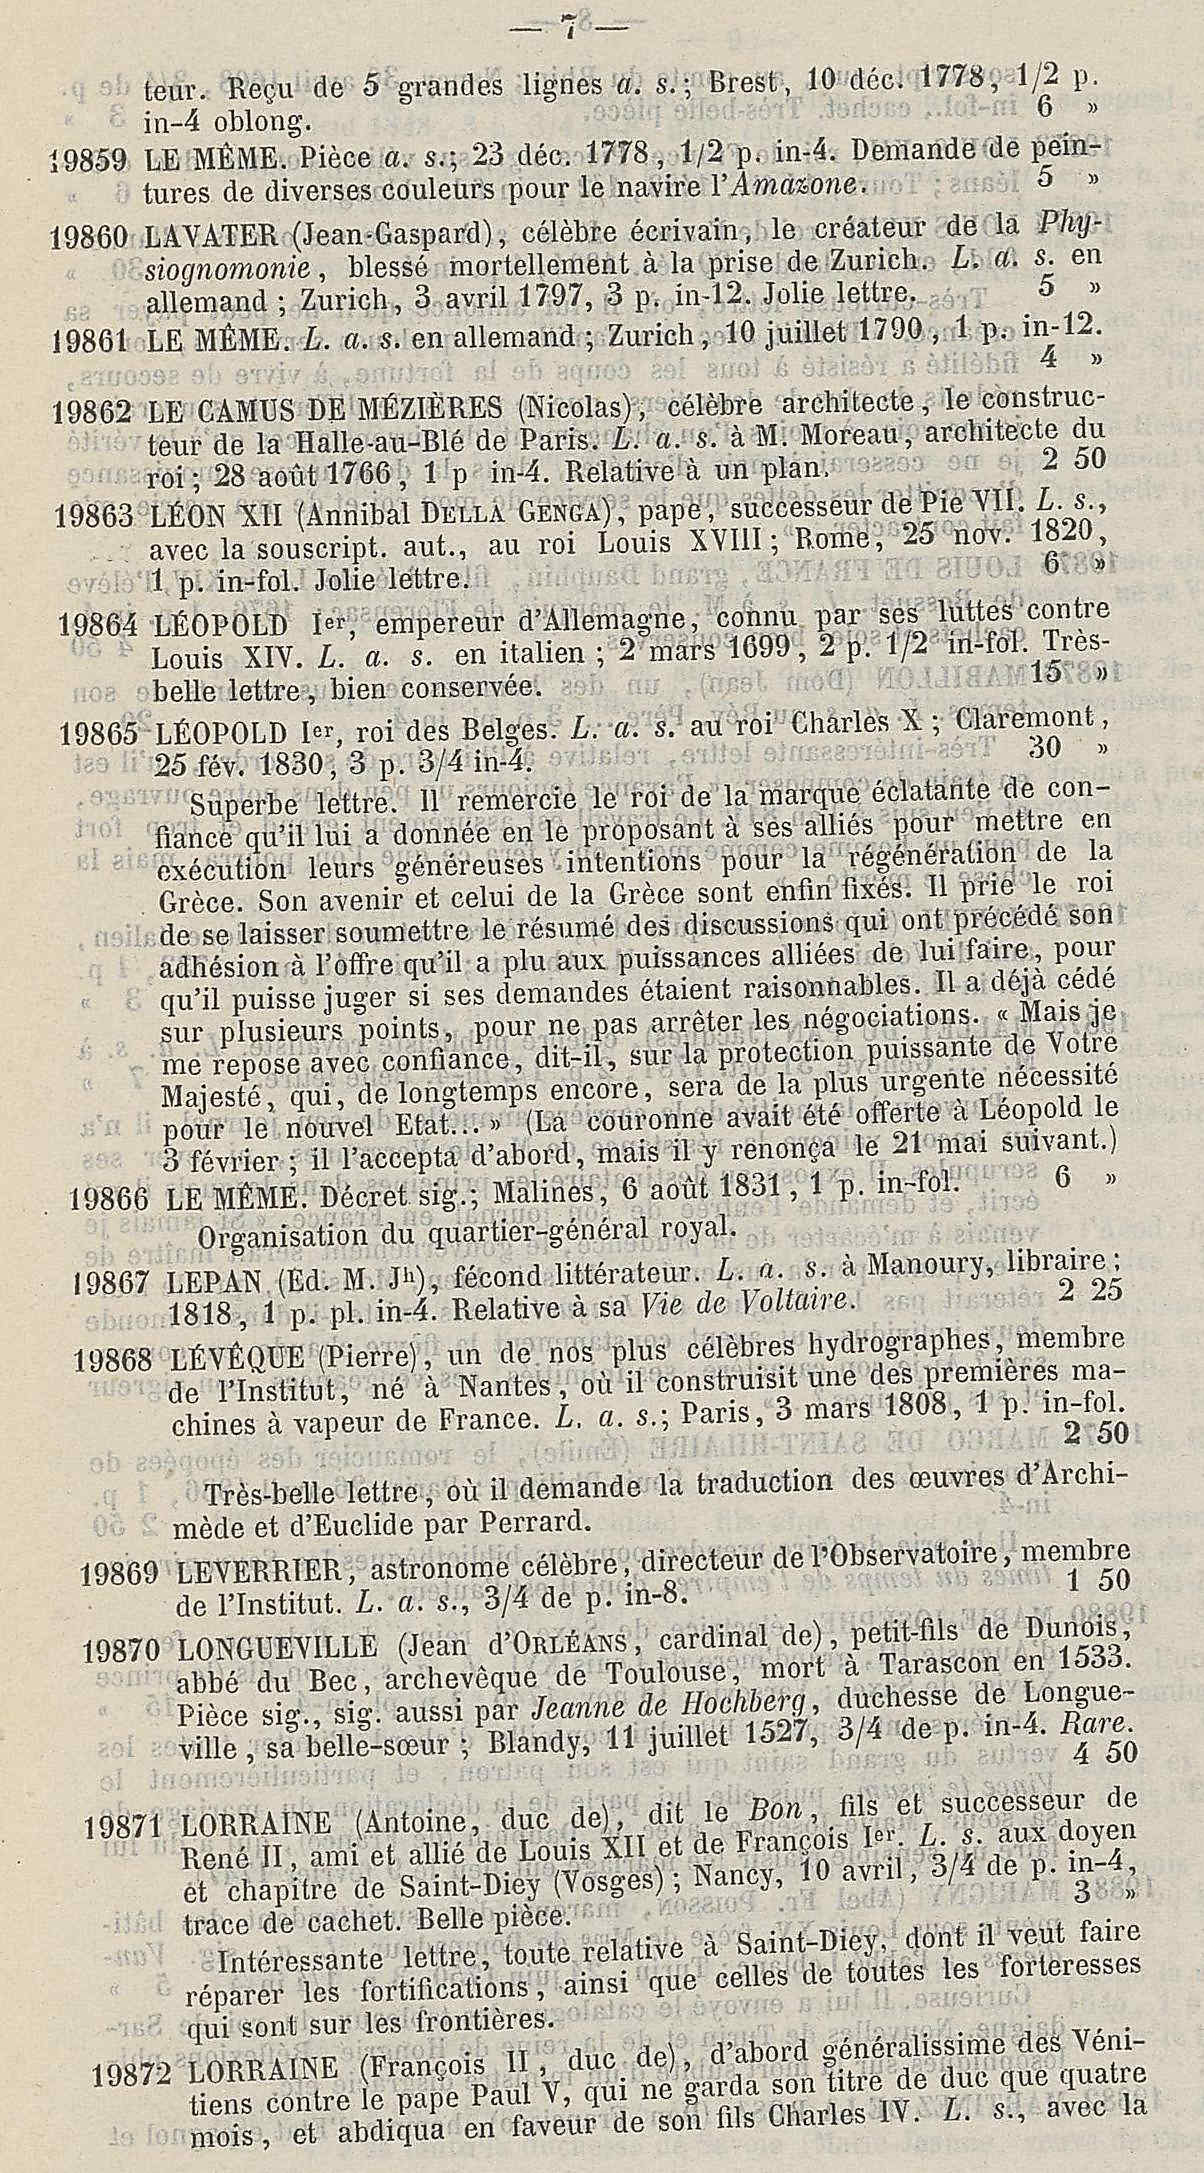 — 7 —
teur. Reçu de 5 grandes lignes a. s.; Brest, 10 déc. 1778, 1/2 p.
in-4 oblong. 6 »
19859 LE MÊME. Pièce a. s.; 23 déc. 1778, 1/2 p. in-4. Demande de pein-
tures de diverses couleurs pour le navire l'Amazone. 5 »
19860 LAVATER (Jean-Gaspard), célèbre écrivain, le créateur de la Phy-
siognomonie, blessé mortellement à la prise de Zurich. L. a. s. en
allemand; Zurich, 3 avril 1797, 3 p. in-12. Jolie lettre. 5 »
19861 LE MÊME. L. a. s. en allemand; Zurich, 10 juillet 1790, 1 p. in-12.
4 »
19862 LE CAMUS DE MÉZIÈRES (Nicolas), célèbre architecte, le construc-
teur de la Halle-au-Blé de Paris. L. a. s. à M. Moreau, architecte du
roi; 28 août 1766, 1 p in-4. Relative à un plan. 2 50
19863 LÉON XII (Annibal DELLA GENGA), pape, successeur de Pie VII. L. s.,
avec la souscript. aut., au roi Louis XVIII; Rome, 25 nov. 1820,
1 p. in-fol. Jolie lettre. 6 »
19864 LÉOPOLD Ier, empereur d'Allemagne, connu par ses luttes contre
Louis XIV. L. a. s. en italien; 2 mars 1699, 2 p. 1/2 in-fol. Très-
belle lettre, bien conservée. 15 »
19865 LÉOPOLD Ier, roi des Belges. L. a. s. au roi Charles X; Claremont,
25 fév. 1830, 3 p. 3/4 in-4. 30 »
Superbe lettre. Il remercie le roi de la marque éclatante de con-
fiance qu'il lui a donnée en le proposant à ses alliés pour mettre en
exécution leurs généreuses intentions pour la régénération de la
Grèce. Son avenir et celui de la Grèce sont enfin fixés. Il prie le roi
de se laisser soumettre le résumé des discussions qui ont précédé son
adhésion à l'offre qu'il a plu aux puissances alliées de lui faire, pour
qu'il puisse juger si ses demandes étaient raisonnables. Il a déjà cédé
sur plusieurs points, pour ne pas arrêter les négociations. « Mais je
me repose avec confiance, dit-il, sur la protection puissante de Votre
Majesté, qui, de longtemps encore, sera de la plus urgente nécessité
pour le nouvel Etat... » (La couronne avait été offerte à Léopold le
3 février; il l'accepta d'abord, mais il y renonça le 21 mai suivant.)
19866 LE MÊME. Décret sig.; Malines, 6 août 1831, 1 p. in-fol. 6 »
Organisation du quartier-général royal.
19867 LEPAN (Ed. M. Jh), fécond littérateur. L. a. s. à Manoury, libraire;
1818, 1 p. pl. in-4. Relative à sa Vie de Voltaire. 2 25
19868 LÉVÊQUE (Pierre), un de nos plus célèbres hydrographes, membre
de l'Institut, né à Nantes, où il construisit une des premières ma-
chines à vapeur de France. L. a. s.; Paris, 3 mars 1808, 1 p. in-fol.
2 50
Très-belle lettre, où il demande la traduction des œuvres d'Archi-
mède et d'Euclide par Perrard.
19869 LEVERRIER, astronome célèbre, directeur de l'Observatoire, membre
de l'Institut. L. a. s., 3/4 de p. in-8. 1 50
19870 LONGUEVILLE (Jean d'ORLÉANS, cardinal de), petit-fils de Dunois,
abbé du Bec, archevêque de Toulouse, mort à Tarascon en 1533.
Pièce sig., sig. aussi par Jeanne de Hochberg, duchesse de Longue-
ville, sa belle-sœur; Blandy, 11 juillet 1527, 3/4 de p. in-4. Rare.
4 50
19871 LORRAINE (Antoine, duc de), dit le Bon, fils et successeur de
René II, ami et allié de Louis XII et de François Ier. L. s. aux doyen
et chapitre de Saint-Diey (Vosges); Nancy, 10 avril, 3/4 de p. in-4,
trace de cachet. Belle pièce. 3 »
Intéressante lettre, toute relative à Saint-Diey, dont il veut faire
réparer les fortifications, ainsi que celles de toutes les forteresses
qui sont sur les frontières.
19872 LORRAINE (François II, duc de), d'abord généralissime des Véni-
tiens contre le pape Paul V, qui ne garda son titre de duc que quatre
mois, et abdiqua en faveur de son fils Charles IV. L. s., avec la